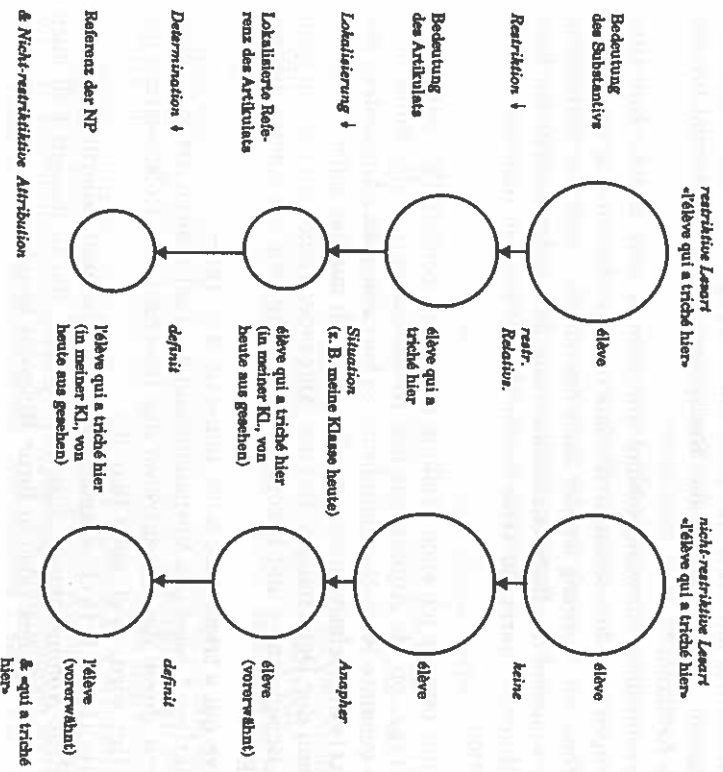 restriktive Lesart
«l'élève qui a triché hier»
nicht-restriktive Lesart
«l'élève qui a triché hier»
Bedeutung
des Substantivs
élève
élève
Restriktion ↓
restr.
Relativs.
keine
Bedeutung
des Artikulats
élève qui a
triché hier
élève
Lokalisierung ↓
Situation
(z. B. meine Klasse heute)
Anapher
Lokalisierte Refe-
renz des Artikulats
élève qui a triché hier
(in meiner Kl., von
heute aus gesehen)
élève
(vorerwähnt)
Determination ↓
definit
definit
Referenz der NP
l'élève qui a triché hier
(in meiner Kl., von
heute aus gesehen)
l'élève
(vorerwähnt)
& Nicht-restriktiktive Attribution
& «qui a triché
hier»